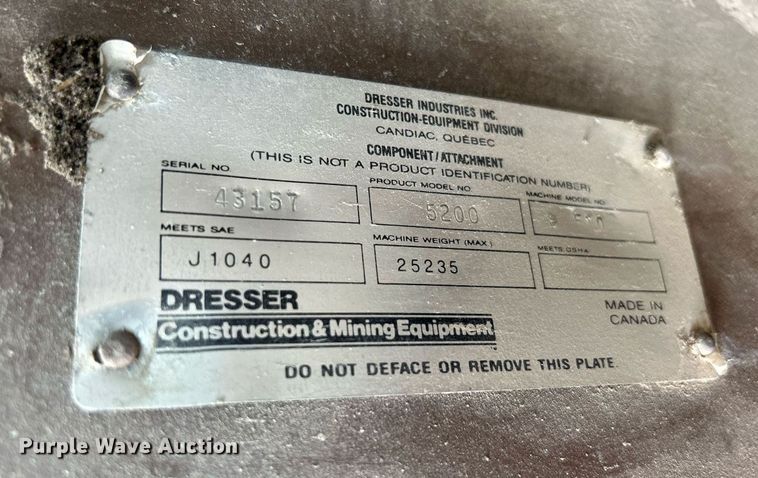 DRESSER INDUSTRIES INC.
CONSTRUCTION-EQUIPMENT DIVISION
CANDIAC, QUÉBEC
COMPONENT/ATTACHMENT
(THIS IS NOT A PRODUCT IDENTIFICATION NUMBER)
SERIAL NO. PRODUCT MODEL NO. MACHINE MODEL NO.
43157 5200
MEETS SAE MACHINE WEIGHT (MAX.) MEETS OSHA
J1040 25235
DRESSER
Construction & Mining Equipment
MADE IN
CANADA
DO NOT DEFACE OR REMOVE THIS PLATE.
Purple Wave Auction